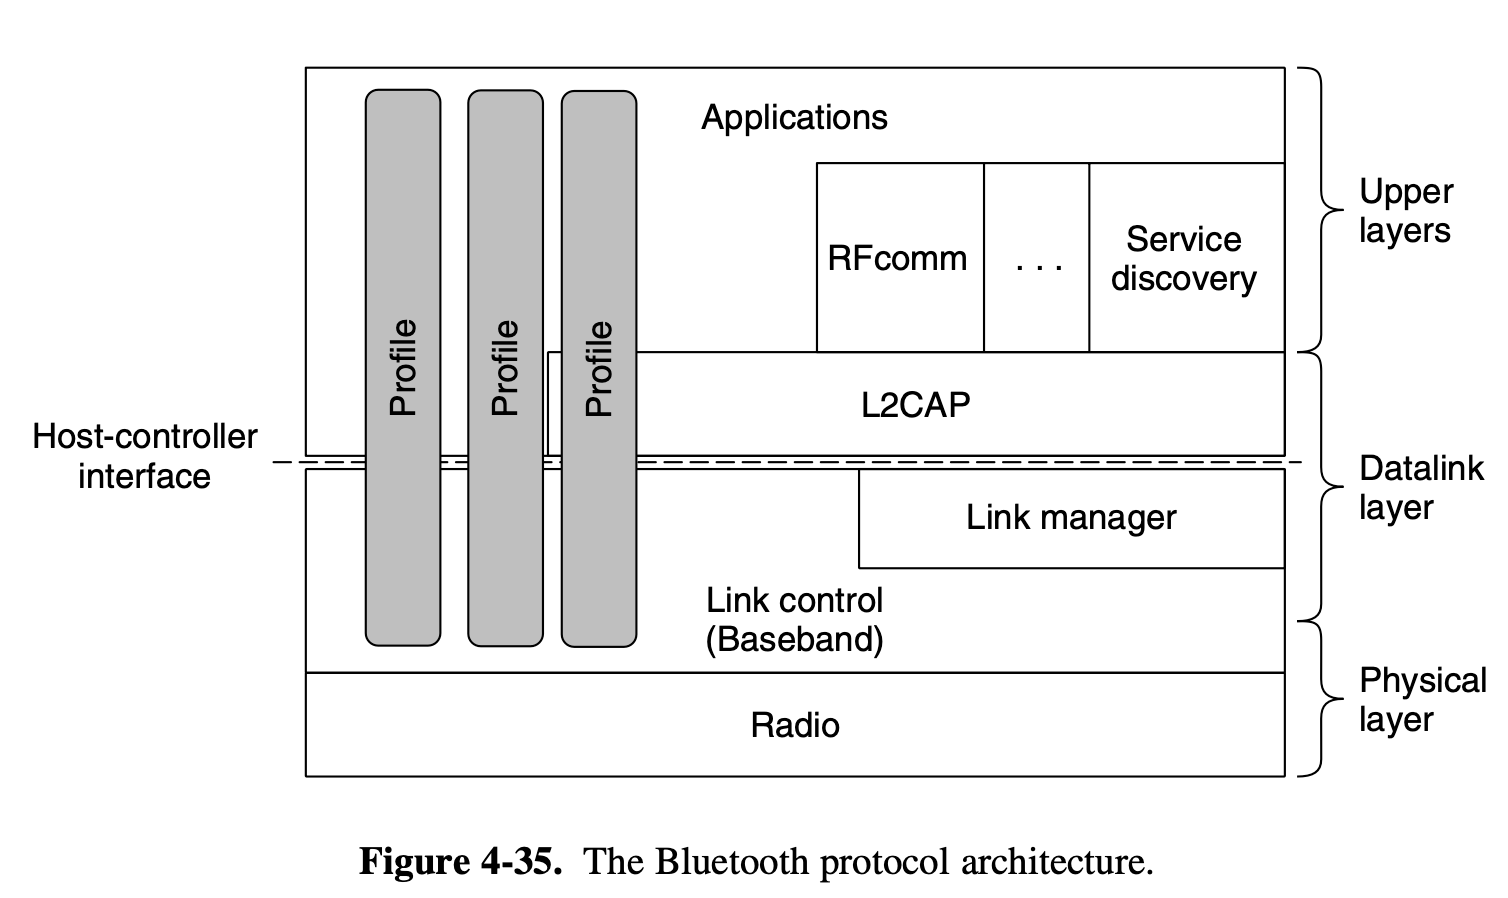 Applications
Upper
layers
RFcomm
. . .
Service
discovery
Profile
Profile
Profile
L2CAP
Host-controller
interface
Datalink
layer
Link manager
Link control
(Baseband)
Physical
layer
Radio
Figure 4-35. The Bluetooth protocol architecture.